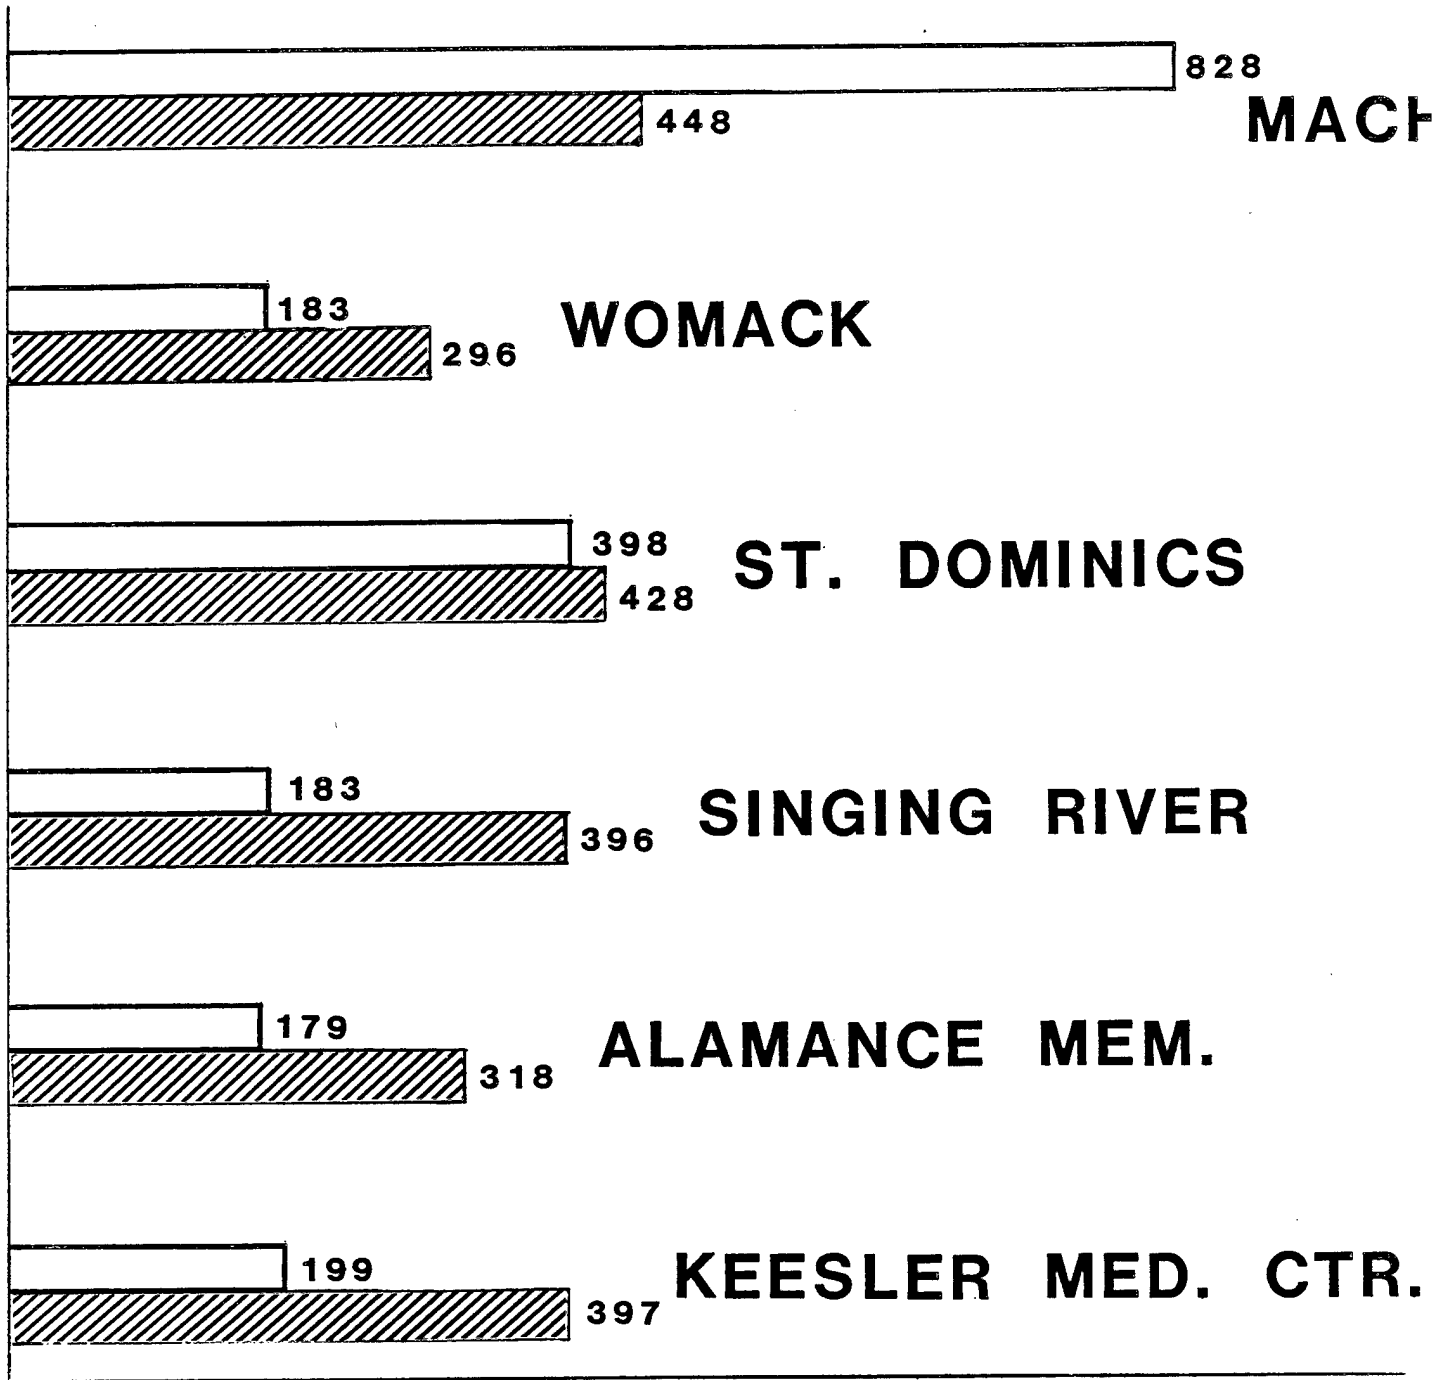 828
448
MACH
183
WOMACK
296
398
ST. DOMINICS
428
183
SINGING RIVER
396
179
ALAMANCE MEM.
318
199
KEESLER MED. CTR.
397